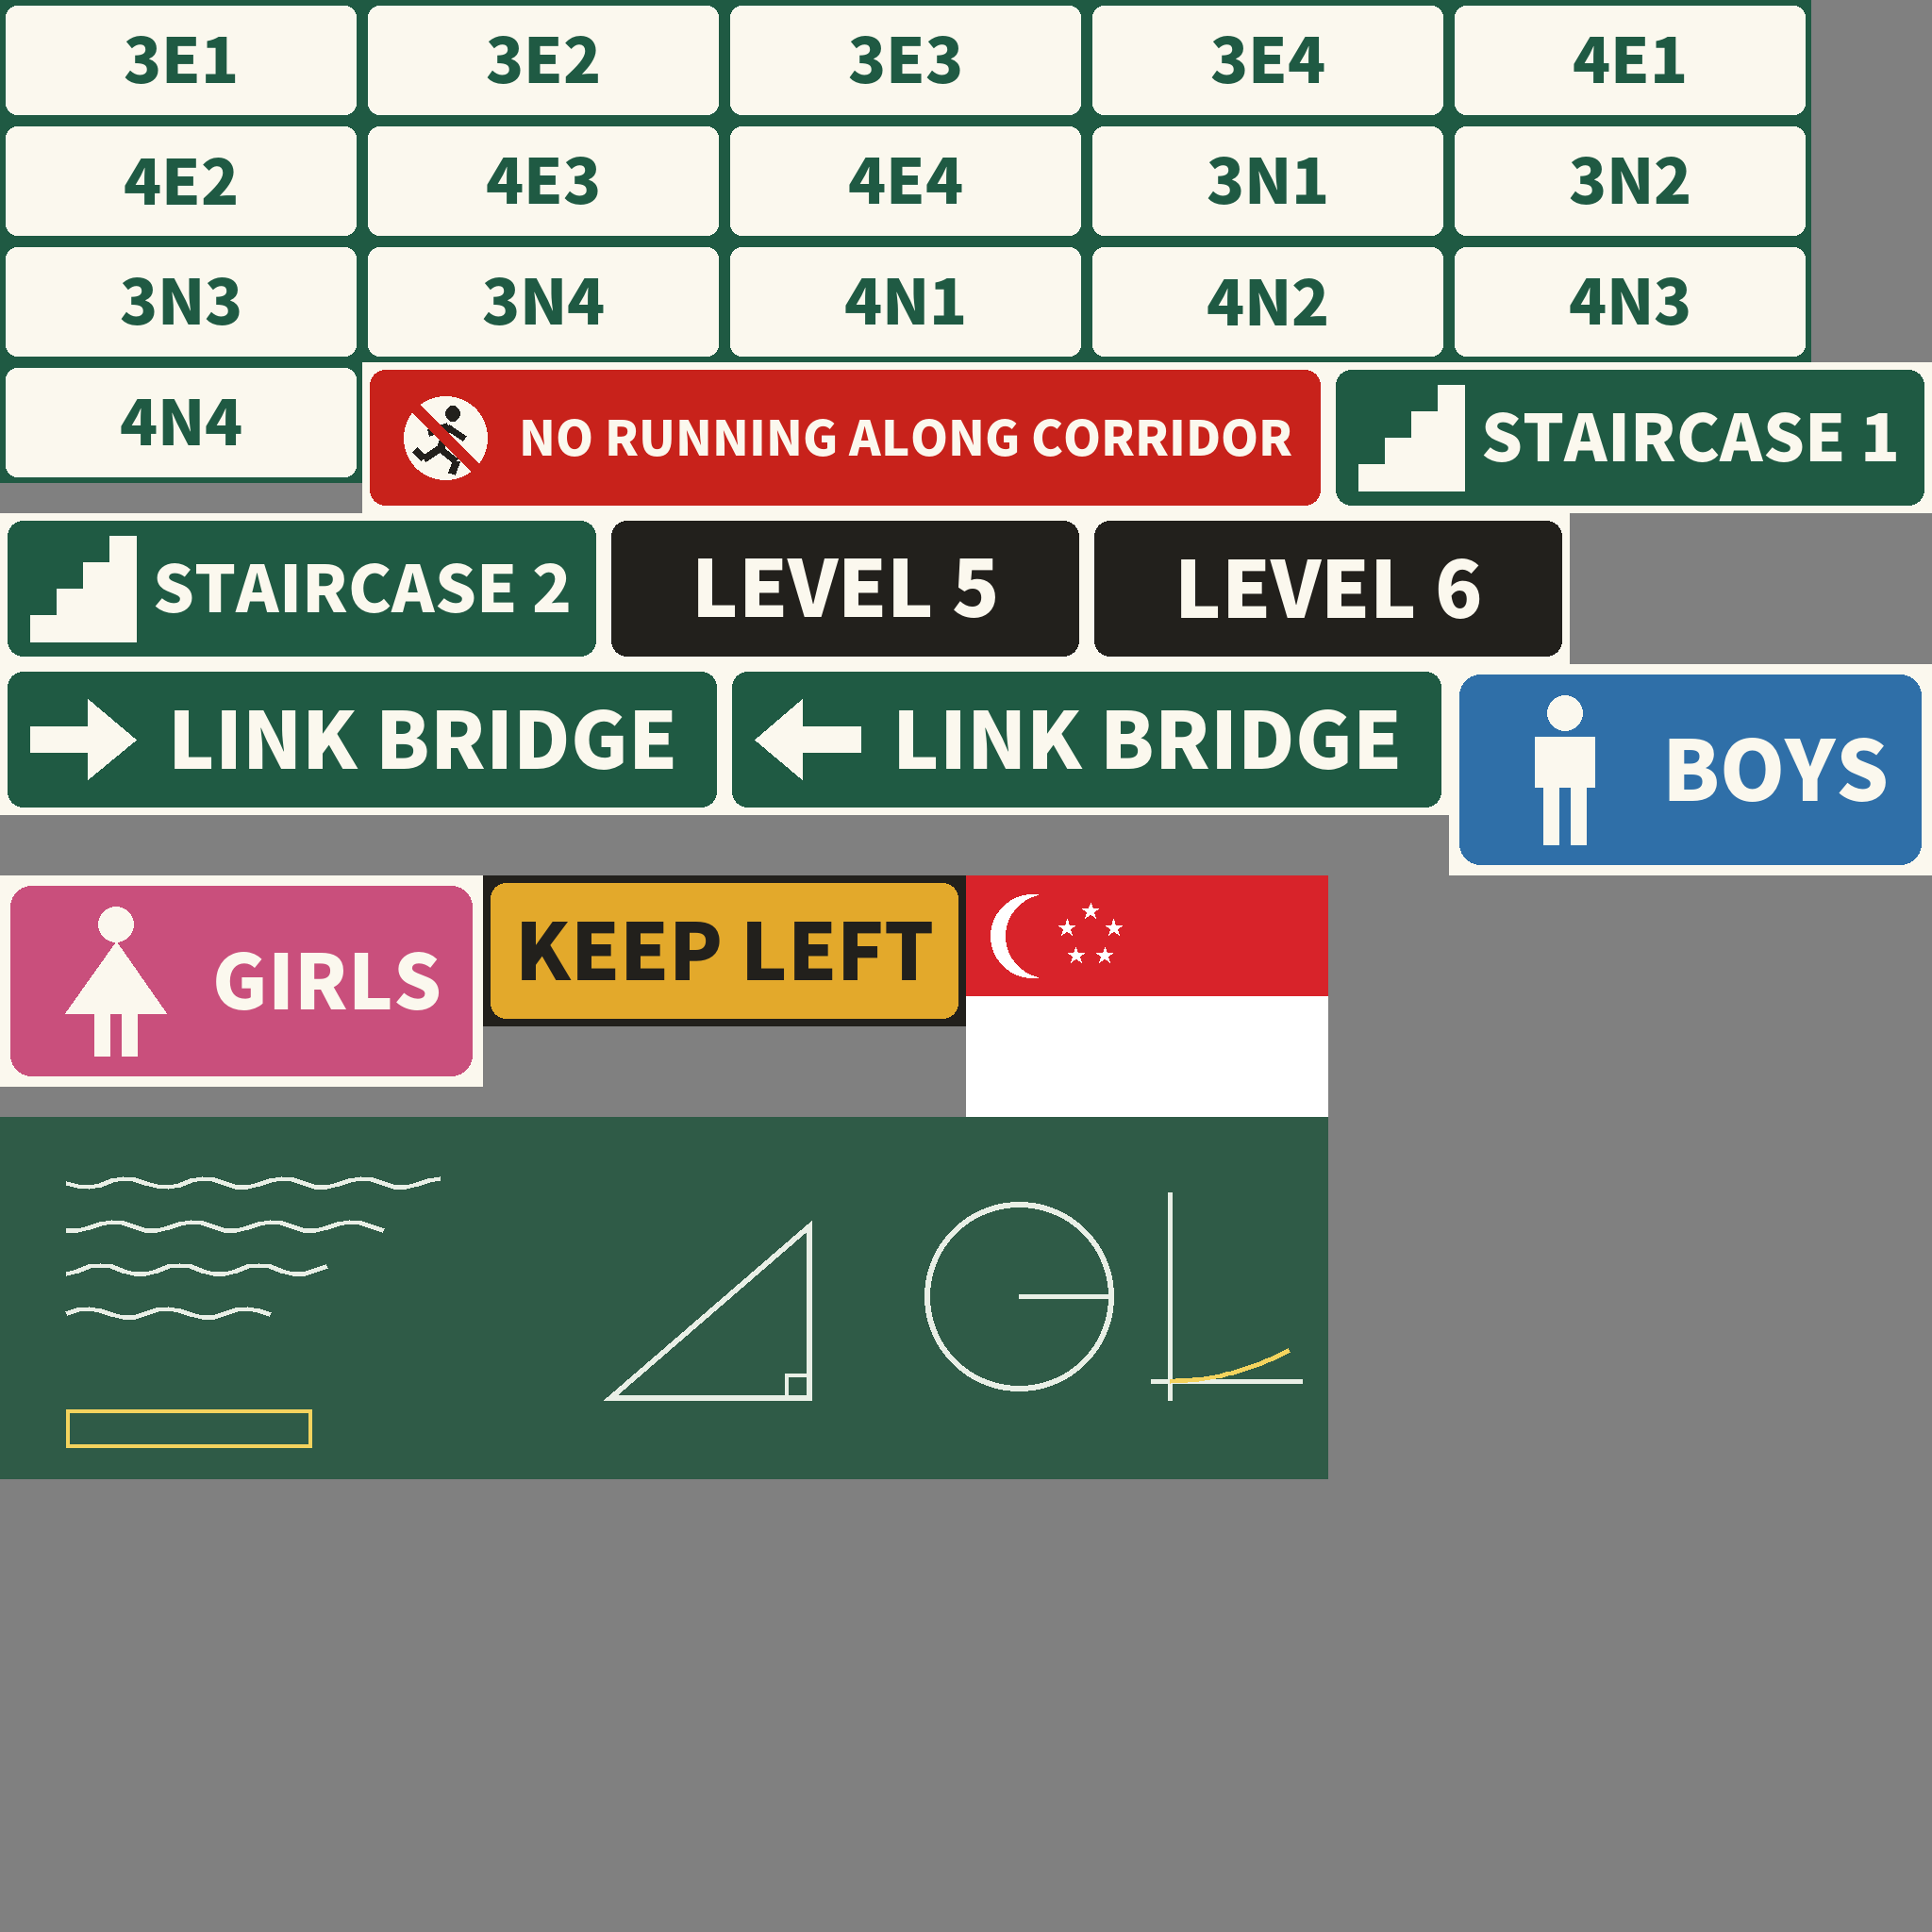 3E1
3E2
3E3
3E4
4E1
4E2
4E3
4E4
3N1
3N2
3N3
3N4
4N1
4N2
4N3
4N4
NO RUNNING ALONG CORRIDOR
STAIRCASE 1
STAIRCASE 2
LEVEL 5
LEVEL 6
LINK BRIDGE
LINK BRIDGE
BOYS
GIRLS
KEEP LEFT